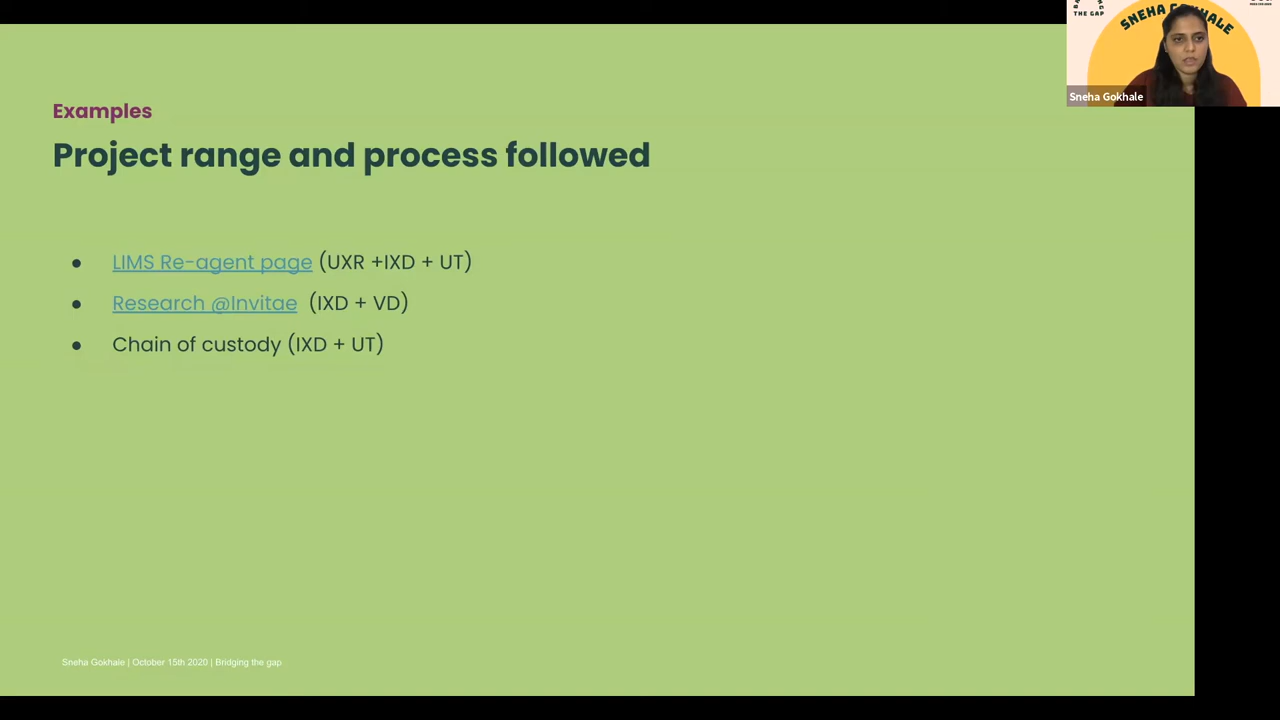 Examples
Project range and process followed
● LIMS Re-agent page (UXR +IXD + UT)
● Research @Invitae (IXD + VD)
● Chain of custody (IXD + UT)
Sneha Gokhale | October 15th 2020 | Bridging the gap
THE GAP
SNEHA GOKHALE
Sneha Gokhale